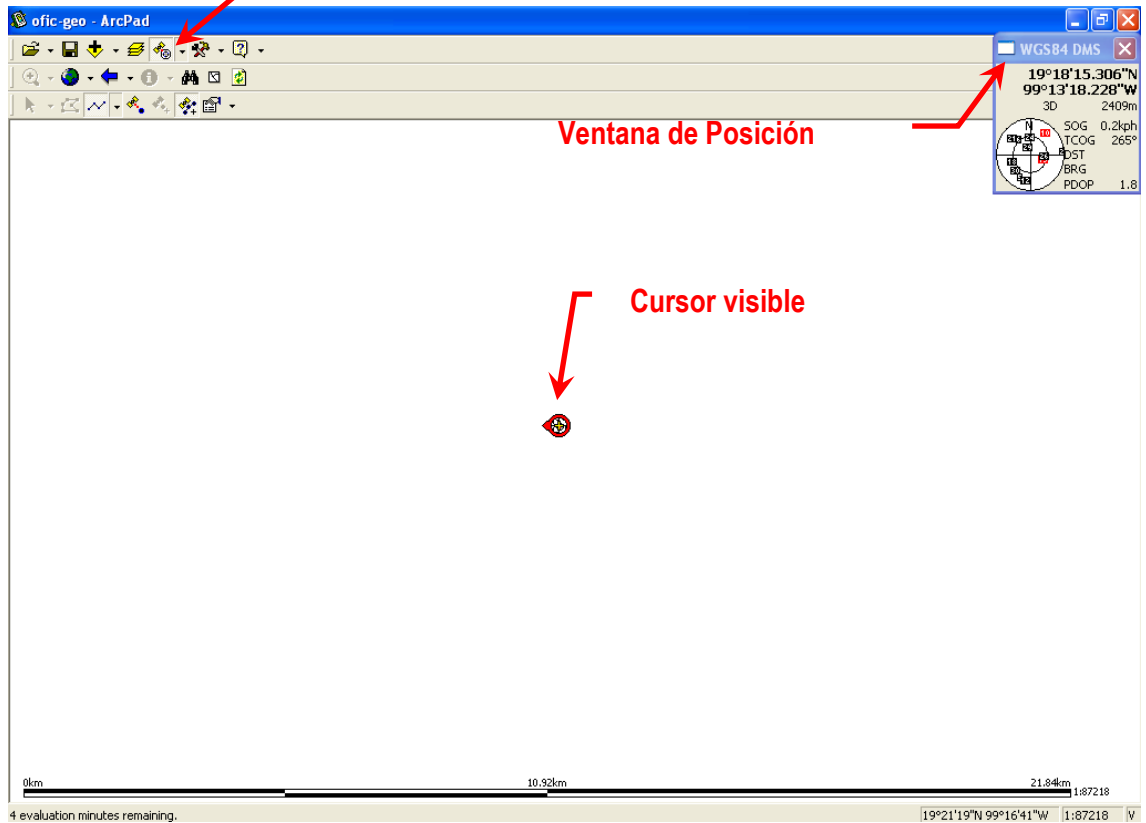 ofic-geo - ArcPad
WGS84 DMS
19°18'15.306"N
99°13'18.228"W
3D 2409m
N
SOG 0.2kph
TCOG 265°
DST
BRG
PDOP 1.8
Ventana de Posición
Cursor visible
0km 10.92km 21.84km
1:87218
4 evaluation minutes remaining.
19°21'19"N 99°16'41"W 1:87218 V